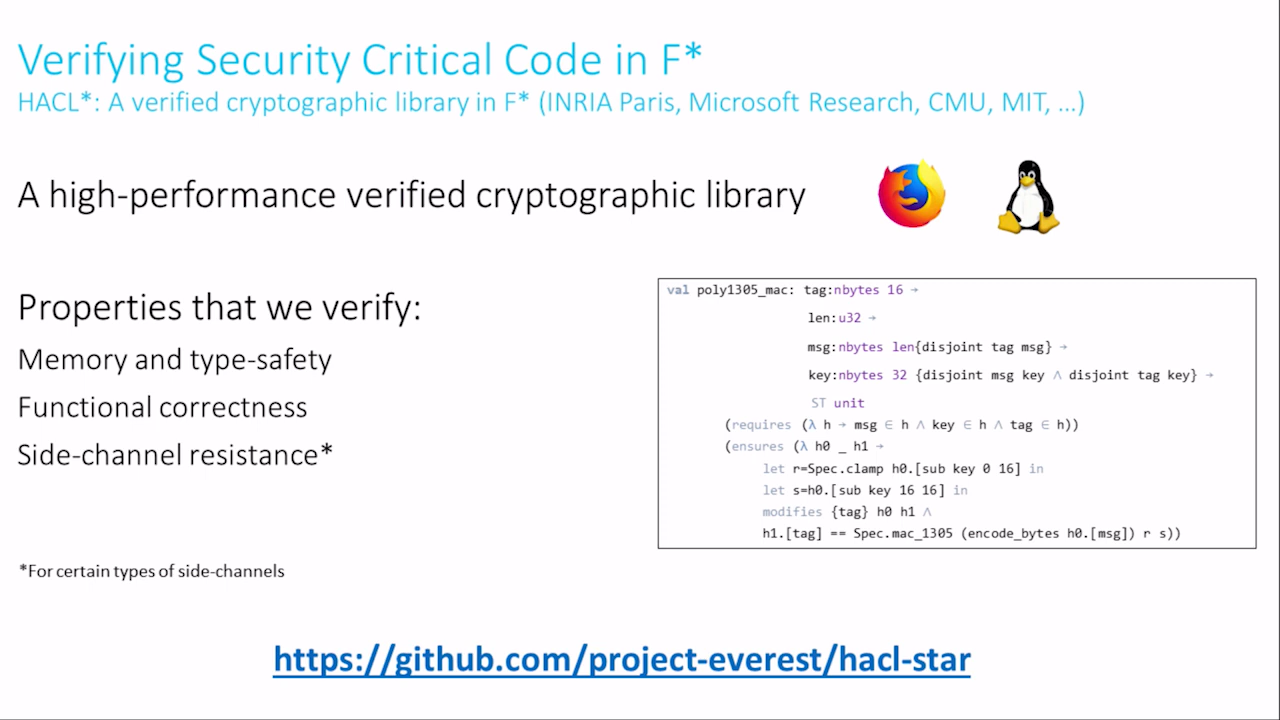 Verifying Security Critical Code in F*
HACL*: A verified cryptographic library in F* (INRIA Paris, Microsoft Research, CMU, MIT, ...)
A high-performance verified cryptographic library
Properties that we verify:
Memory and type-safety
Functional correctness
Side-channel resistance*
*For certain types of side-channels
val poly1305_mac: tag:nbytes 16 →
len:u32 →
msg:nbytes len{disjoint tag msg} →
key:nbytes 32 {disjoint msg key ∧ disjoint tag key} →
ST unit
(requires (λ h → msg ∈ h ∧ key ∈ h ∧ tag ∈ h))
(ensures (λ h0 _ h1 →
let r=Spec.clamp h0.[sub key 0 16] in
let s=h0.[sub key 16 16] in
modifies {tag} h0 h1 ∧
h1.[tag] == Spec.mac_1305 (encode_bytes h0.[msg]) r s))
https://github.com/project-everest/hacl-star